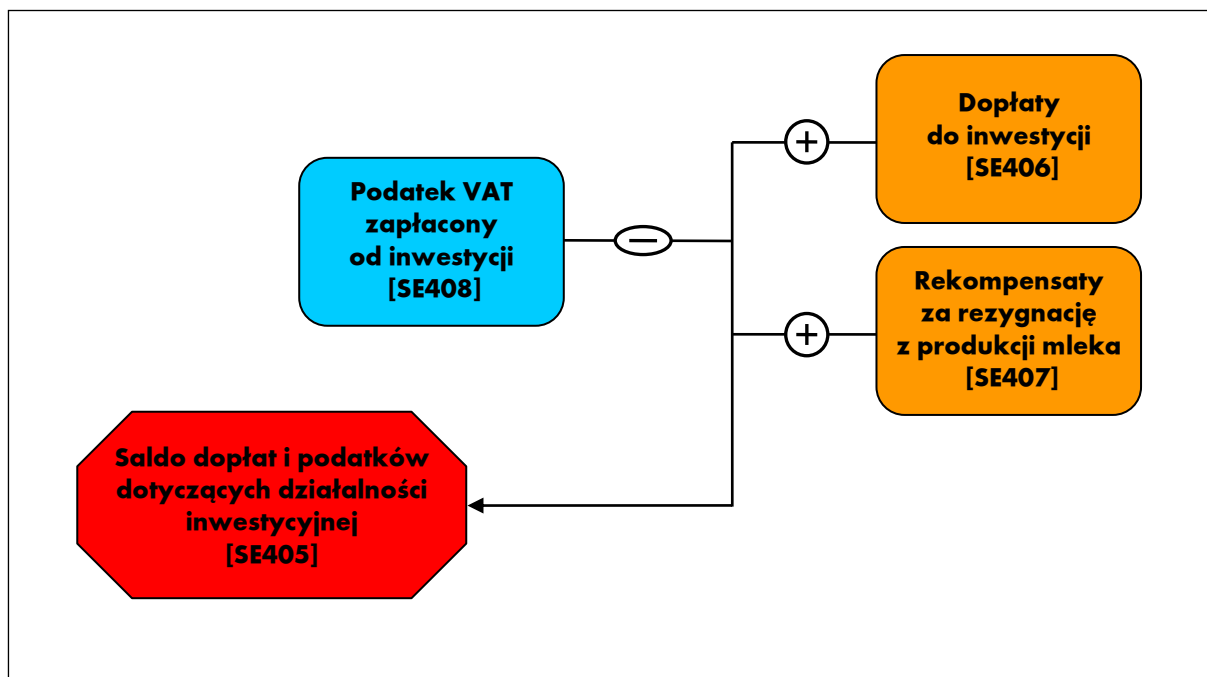 Dopłaty
do inwestycji
[SE406]
+
Podatek VAT
zapłacony
od inwestycji
[SE408]
−
Rekompensaty
za rezygnację
z produkcji mleka
[SE407]
+
Saldo dopłat i podatków
dotyczących działalności
inwestycyjnej
[SE405]